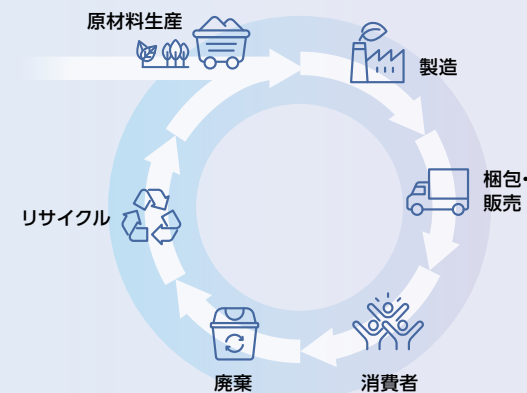 原材料生産
製造
梱包・
販売
消費者
廃棄
リサイクル